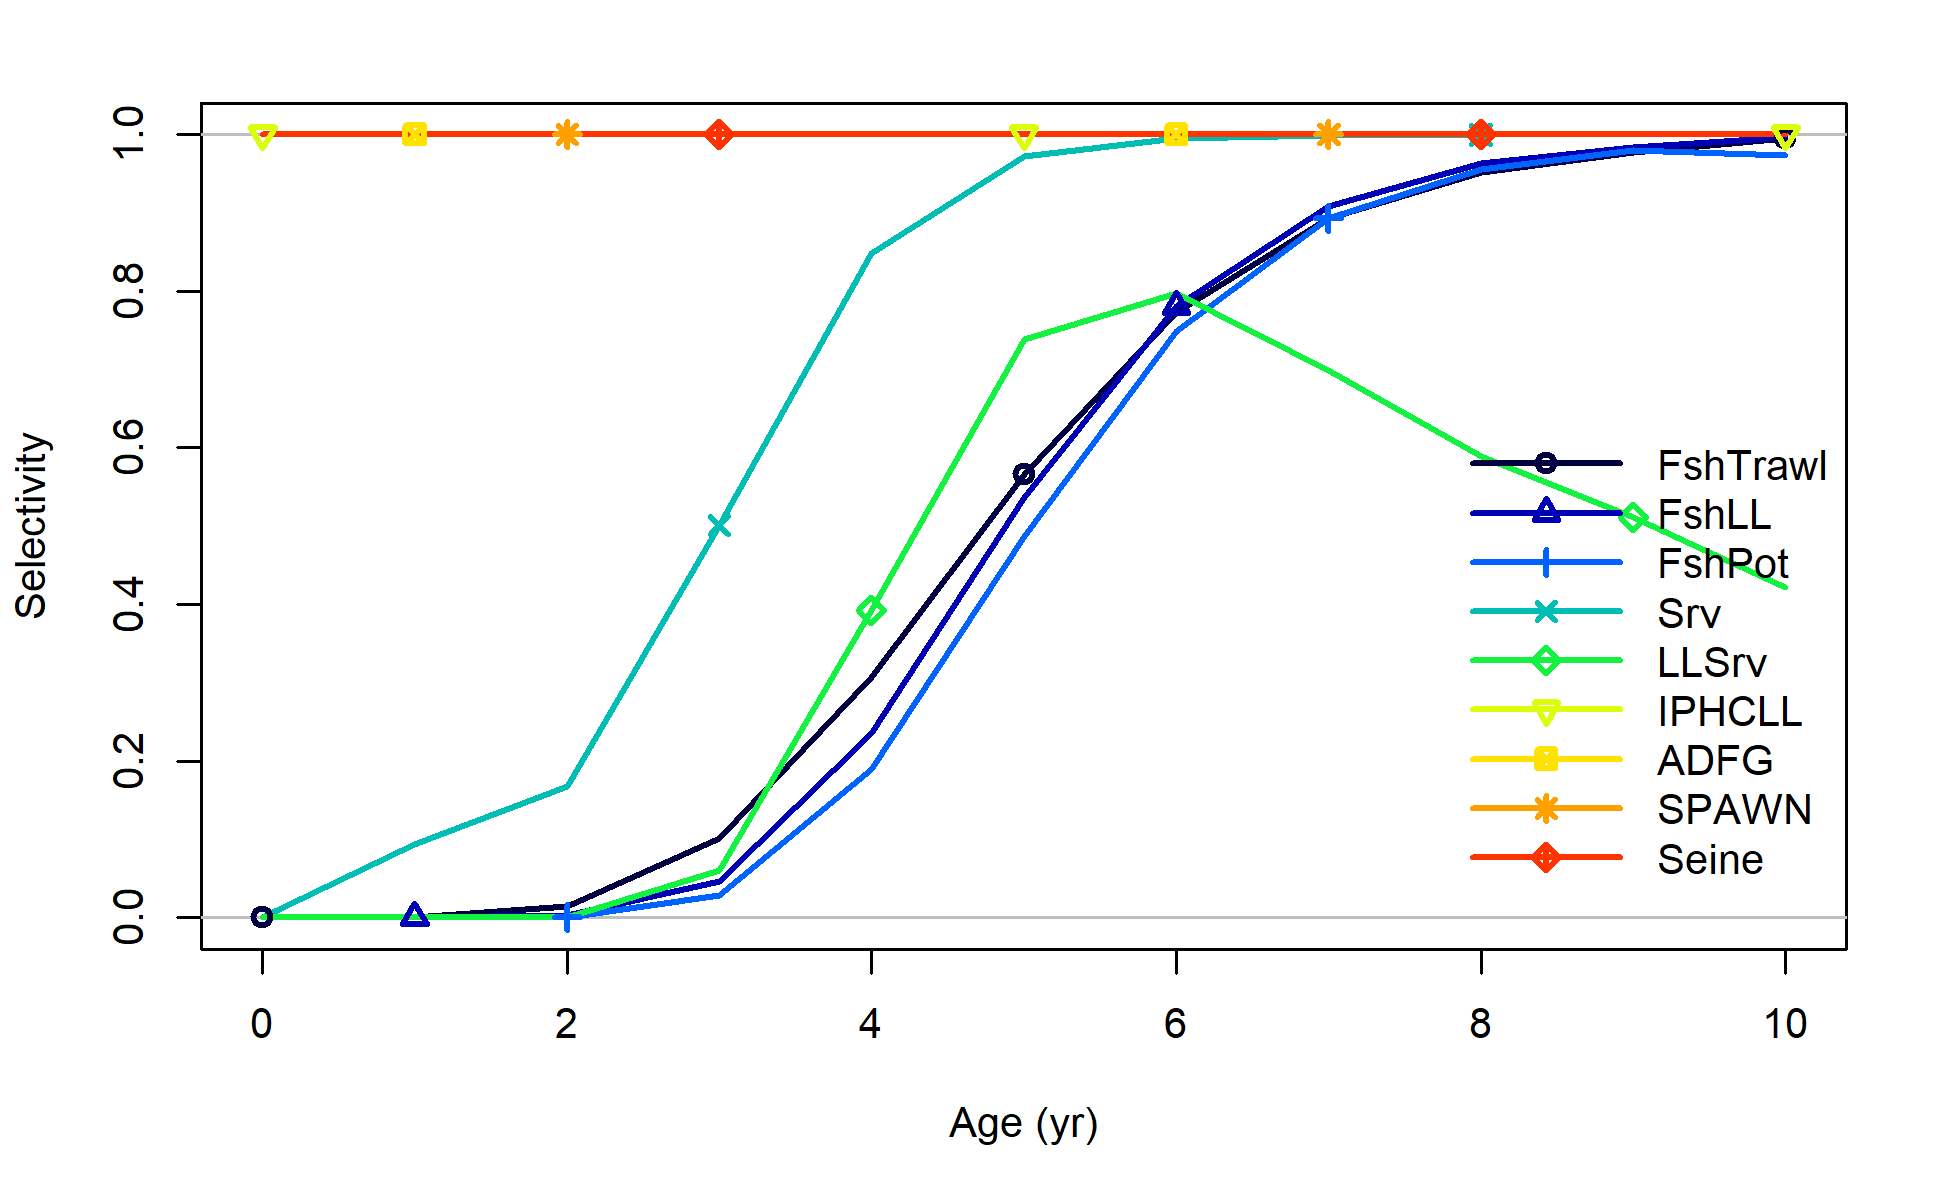 1.0
0.8
0.6
0.4
0.2
0.0
Selectivity
FshTrawl
FshLL
FshPot
Srv
LLSrv
IPHCLL
ADFG
SPAWN
Seine
0 2 4 6 8 10
Age (yr)